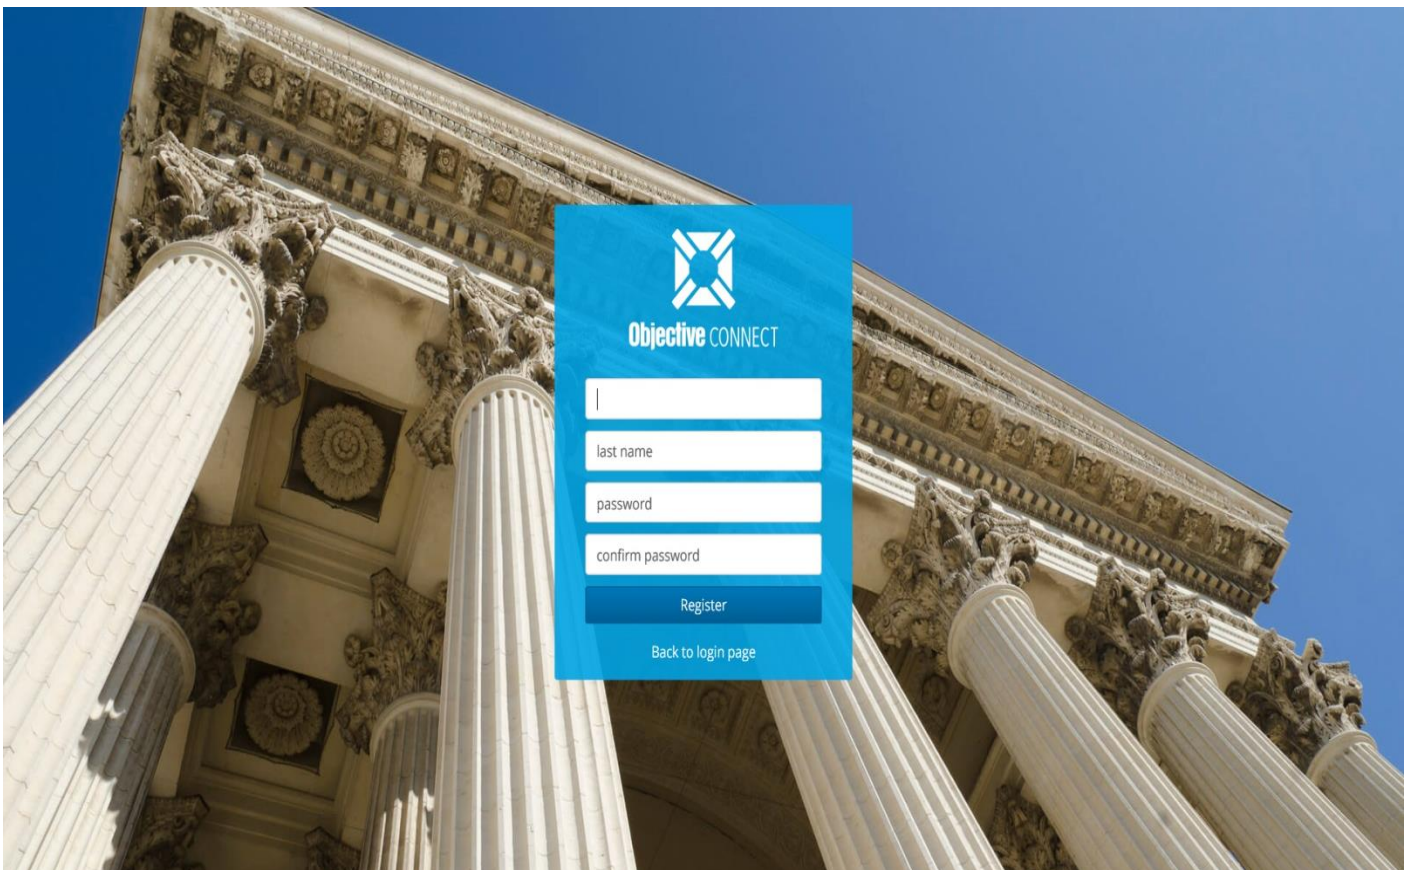 Objective CONNECT
last name
password
confirm password
Register
Back to login page